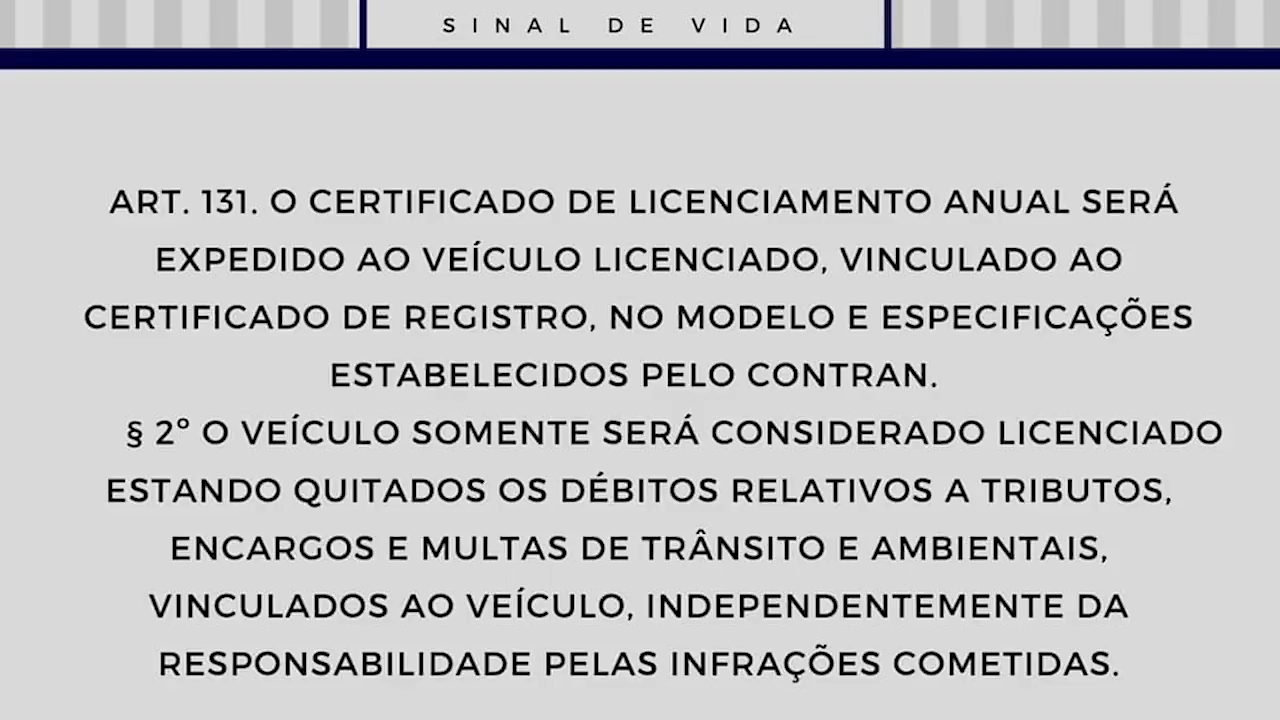 SINAL DE VIDA
ART. 131. O CERTIFICADO DE LICENCIAMENTO ANUAL SERÁ
EXPEDIDO AO VEÍCULO LICENCIADO, VINCULADO AO
CERTIFICADO DE REGISTRO, NO MODELO E ESPECIFICAÇÕES
ESTABELECIDOS PELO CONTRAN.
§ 2º O VEÍCULO SOMENTE SERÁ CONSIDERADO LICENCIADO
ESTANDO QUITADOS OS DÉBITOS RELATIVOS A TRIBUTOS,
ENCARGOS E MULTAS DE TRÂNSITO E AMBIENTAIS,
VINCULADOS AO VEÍCULO, INDEPENDENTEMENTE DA
RESPONSABILIDADE PELAS INFRAÇÕES COMETIDAS.